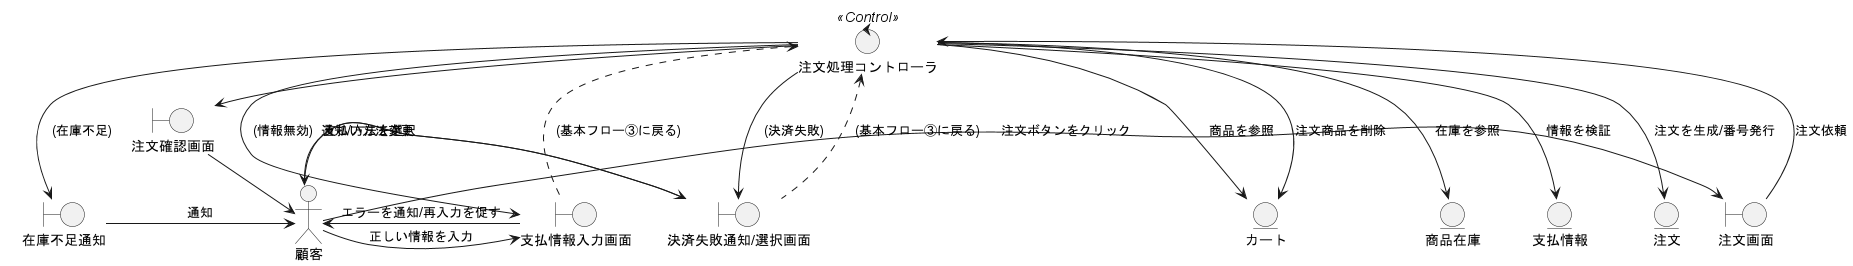 «Control»
注文処理コントローラ
(在庫不足)
注文確認画面
(情報無効)
(基本フロー③に戻る)
(決済失敗)
(基本フロー③に戻る)
注文ボタンをクリック
商品を参照
注文商品を削除
在庫を参照
情報を検証
注文を生成/番号発行
注文依頼
通知
エラーを通知/再入力を促す
正しい情報を入力
在庫不足通知
顧客
支払情報入力画面
決済失敗通知/選択画面
カート
商品在庫
支払情報
注文
注文画面